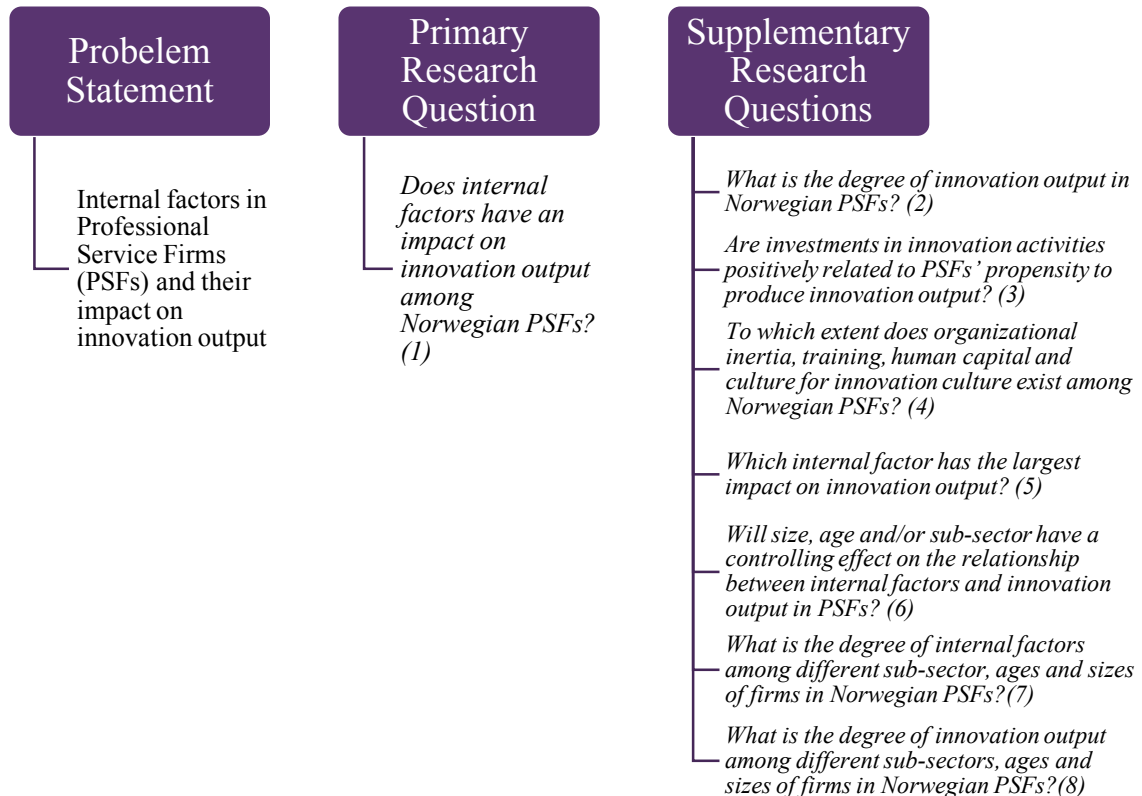 Probelem
Statement
Internal factors in
Professional
Service Firms
(PSFs) and their
impact on
innovation output
Primary
Research
Question
Does internal
factors have an
impact on
innovation output
among
Norwegian PSFs?
(1)
Supplementary
Research
Questions
What is the degree of innovation output in
Norwegian PSFs? (2)
Are investments in innovation activities
positively related to PSFs’ propensity to
produce innovation output? (3)
To which extent does organizational
inertia, training, human capital and
culture for innovation culture exist among
Norwegian PSFs? (4)
Which internal factor has the largest
impact on innovation output? (5)
Will size, age and/or sub-sector have a
controlling effect on the relationship
between internal factors and innovation
output in PSFs? (6)
What is the degree of internal factors
among different sub-sector, ages and sizes
of firms in Norwegian PSFs?(7)
What is the degree of innovation output
among different sub-sectors, ages and
sizes of firms in Norwegian PSFs?(8)